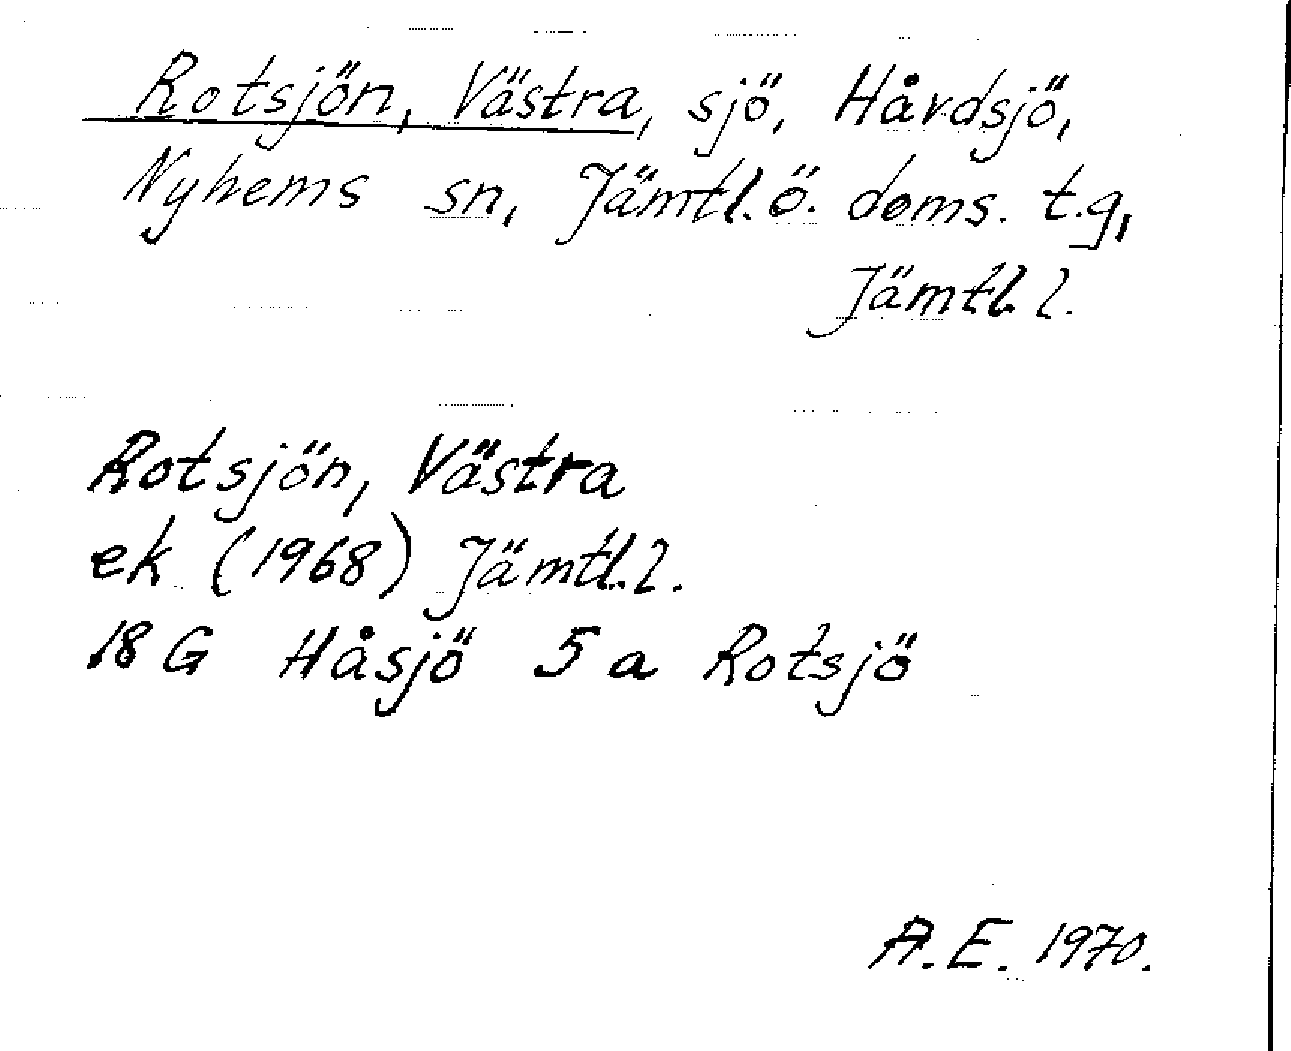 Rotsjön, Västra, sjö, Håvdsjö,
Nyhems sn, Jämtl.ö. doms. t.g,
Jämtl. l.
Rotsjön, Västra
ek (1968) Jämtl.l.
18 G Håsjö 5 a Rotsjö
A.E. 1970.